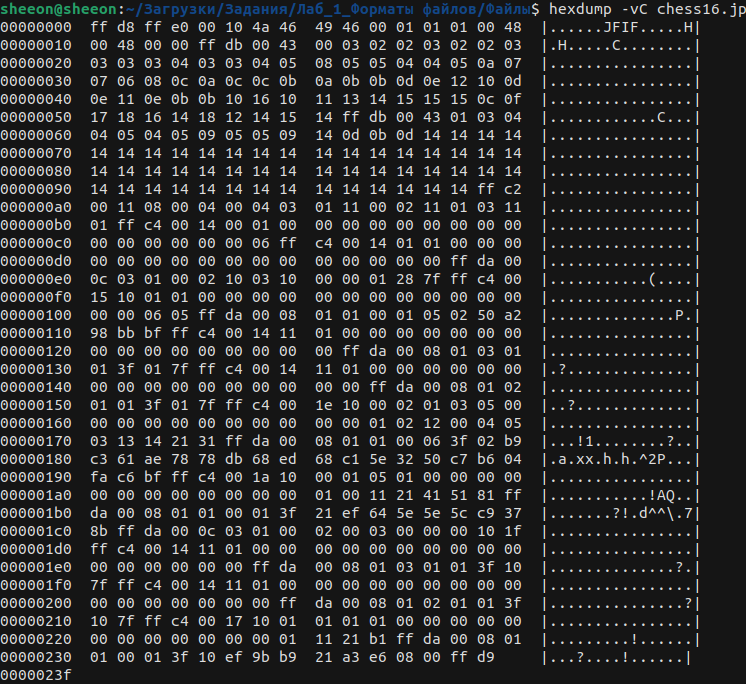 sheeon@sheeon:~/Загрузки/Задания/Лаб_1_Форматы файлов/Файлы$ hexdump -vC chess16.jp
00000000  ff d8 ff e0 00 10 4a 46  49 46 00 01 01 01 00 48  |......JFIF.....H|
00000010  00 48 00 00 ff db 00 43  00 03 02 02 03 02 02 03  |.H.....C........|
00000020  03 03 03 04 03 03 04 05  08 05 05 04 04 05 0a 07  |................|
00000030  07 06 08 0c 0a 0c 0c 0b  0a 0b 0b 0d 0e 12 10 0d  |................|
00000040  0e 11 0e 0b 0b 10 16 10  11 13 14 15 15 15 0c 0f  |................|
00000050  17 18 16 14 18 12 14 15  14 ff db 00 43 01 03 04  |............C...|
00000060  04 05 04 05 09 05 05 09  14 0d 0b 0d 14 14 14 14  |................|
00000070  14 14 14 14 14 14 14 14  14 14 14 14 14 14 14 14  |................|
00000080  14 14 14 14 14 14 14 14  14 14 14 14 14 14 14 14  |................|
00000090  14 14 14 14 14 14 14 14  14 14 14 14 14 14 ff c2  |................|
000000a0  00 11 08 00 04 00 04 03  01 11 00 02 11 01 03 11  |................|
000000b0  01 ff c4 00 14 00 01 00  00 00 00 00 00 00 00 00  |................|
000000c0  00 00 00 00 00 00 06 ff  c4 00 14 01 01 00 00 00  |................|
000000d0  00 00 00 00 00 00 00 00  00 00 00 00 00 ff da 00  |................|
000000e0  0c 03 01 00 02 10 03 10  00 00 01 28 7f ff c4 00  |...........(....|
000000f0  15 10 01 01 00 00 00 00  00 00 00 00 00 00 00 00  |................|
00000100  00 00 06 05 ff da 00 08  01 01 00 01 05 02 50 a2  |..............P.|
00000110  98 bb bf ff c4 00 14 11  01 00 00 00 00 00 00 00  |................|
00000120  00 00 00 00 00 00 00 00  00 ff da 00 08 01 03 01  |................|
00000130  01 3f 01 7f ff c4 00 14  11 01 00 00 00 00 00 00  |.?..............|
00000140  00 00 00 00 00 00 00 00  00 00 ff da 00 08 01 02  |................|
00000150  01 01 3f 01 7f ff c4 00  1e 10 00 02 01 03 05 00  |..?.............|
00000160  00 00 00 00 00 00 00 00  00 00 01 02 12 00 04 05  |................|
00000170  03 13 14 21 31 ff da 00  08 01 01 00 06 3f 02 b9  |...!1........?..|
00000180  c3 61 ae 78 78 db 68 ed  68 c1 5e 32 50 c7 b6 04  |.a.xx.h.h.^2P...|
00000190  fa c6 bf ff c4 00 1a 10  00 01 05 01 00 00 00 00  |................|
000001a0  00 00 00 00 00 00 00 00  00 01 00 11 21 41 51 81 ff  |...........!AQ..|
000001b0  da 00 08 01 01 00 01 3f  21 ef 64 5e 5e 5c c9 37  |.......?!.d^^\.7|
000001c0  8b ff da 00 0c 03 01 00  02 00 03 00 00 00 10 1f  |................|
000001d0  ff c4 00 14 11 01 00 00  00 00 00 00 00 00 00 00  |................|
000001e0  00 00 00 00 00 00 ff da  00 08 01 03 01 01 3f 10  |..............?.|
000001f0  7f ff c4 00 14 11 01 00  00 00 00 00 00 00 00 00  |................|
00000200  00 00 00 00 00 00 00 ff  da 00 08 01 02 01 01 3f  |...............?|
00000210  10 7f ff c4 00 17 10 01  01 01 01 00 00 00 00 00  |................|
00000220  00 00 00 00 00 00 00 01  11 21 b1 ff da 00 08 01  |.........!......|
00000230  01 00 01 3f 10 ef 9b b9  21 a3 e6 08 00 ff d9  |...?....!......|
0000023f